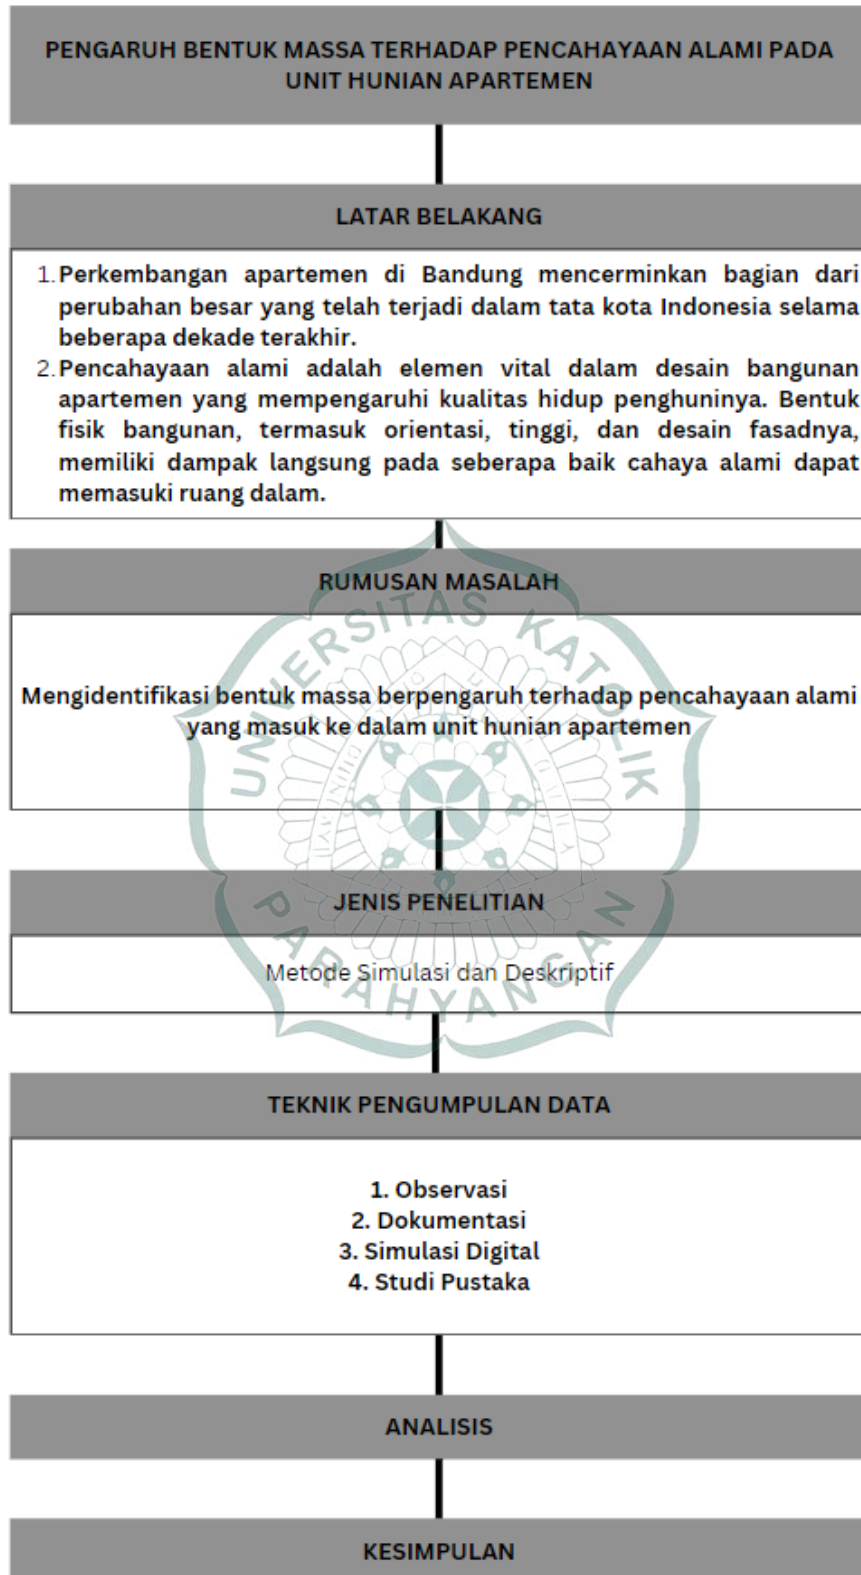 PENGARUH BENTUK MASSA TERHADAP PENCAHAYAAN ALAMI PADA
UNIT HUNIAN APARTEMEN
LATAR BELAKANG
1. Perkembangan apartemen di Bandung mencerminkan bagian dari
perubahan besar yang telah terjadi dalam tata kota Indonesia selama
beberapa dekade terakhir.
2. Pencahayaan alami adalah elemen vital dalam desain bangunan
apartemen yang mempengaruhi kualitas hidup penghuninya. Bentuk
fisik bangunan, termasuk orientasi, tinggi, dan desain fasadnya,
memiliki dampak langsung pada seberapa baik cahaya alami dapat
memasuki ruang dalam.
RUMUSAN MASALAH
UNIVERSITAS KATOLIK
Mengidentifikasi bentuk massa berpengaruh terhadap pencahayaan alami
yang masuk ke dalam unit hunian apartemen
JENIS PENELITIAN
Metode Simulasi dan Deskriptif
PARAHYANGAN
TEKNIK PENGUMPULAN DATA
1. Observasi
2. Dokumentasi
3. Simulasi Digital
4. Studi Pustaka
ANALISIS
KESIMPULAN